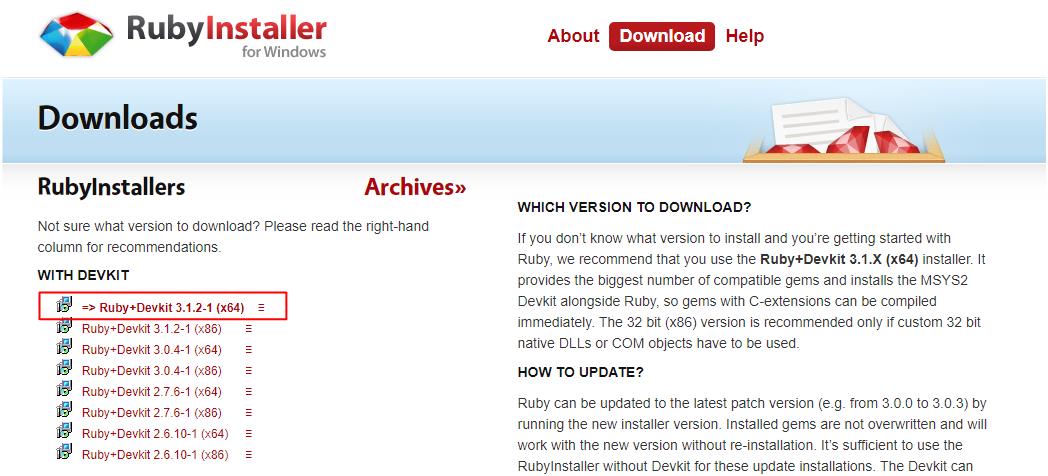 RubyInstaller
for Windows
About Download Help
Downloads
RubyInstallers
Archives»
Not sure what version to download? Please read the right-hand
column for recommendations.
WITH DEVKIT
=> Ruby+Devkit 3.1.2-1 (x64) ≡
Ruby+Devkit 3.1.2-1 (x86) ≡
Ruby+Devkit 3.0.4-1 (x64) ≡
Ruby+Devkit 3.0.4-1 (x86) ≡
Ruby+Devkit 2.7.6-1 (x64) ≡
Ruby+Devkit 2.7.6-1 (x86) ≡
Ruby+Devkit 2.6.10-1 (x64) ≡
Ruby+Devkit 2.6.10-1 (x86) ≡
WHICH VERSION TO DOWNLOAD?
If you don’t know what version to install and you’re getting started with
Ruby, we recommend that you use the Ruby+Devkit 3.1.X (x64) installer. It
provides the biggest number of compatible gems and installs the MSYS2
Devkit alongside Ruby, so gems with C-extensions can be compiled
immediately. The 32 bit (x86) version is recommended only if custom 32 bit
native DLLs or COM objects have to be used.
HOW TO UPDATE?
Ruby can be updated to the latest patch version (e.g. from 3.0.0 to 3.0.3) by
running the new installer version. Installed gems are not overwritten and will
work with the new version without re-installation. It’s sufficient to use the
RubyInstaller without Devkit for these update installations. The Devkit can